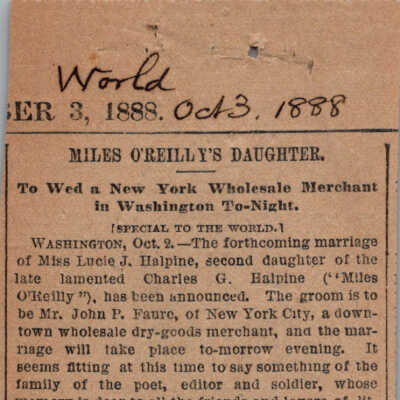 World
BER 3, 1888. Oct 3. 1888
MILES O'REILLY'S DAUGHTER.
To Wed a New York Wholesale Merchant
in Washington To-Night.
[SPECIAL TO THE WORLD.]
WASHINGTON, Oct. 2.—The forthcoming marriage
of Miss Lucie J. Halpine, second daughter of the
late lamented Charles G. Halpine ("Miles
O'Reilly"), has been announced. The groom is to
be Mr. John P. Faure, of New York City, a down-
town wholesale dry-goods merchant, and the mar-
riage will take place to-morrow evening. It
seems fitting at this time to say something of the
family of the poet, editor and soldier, whose